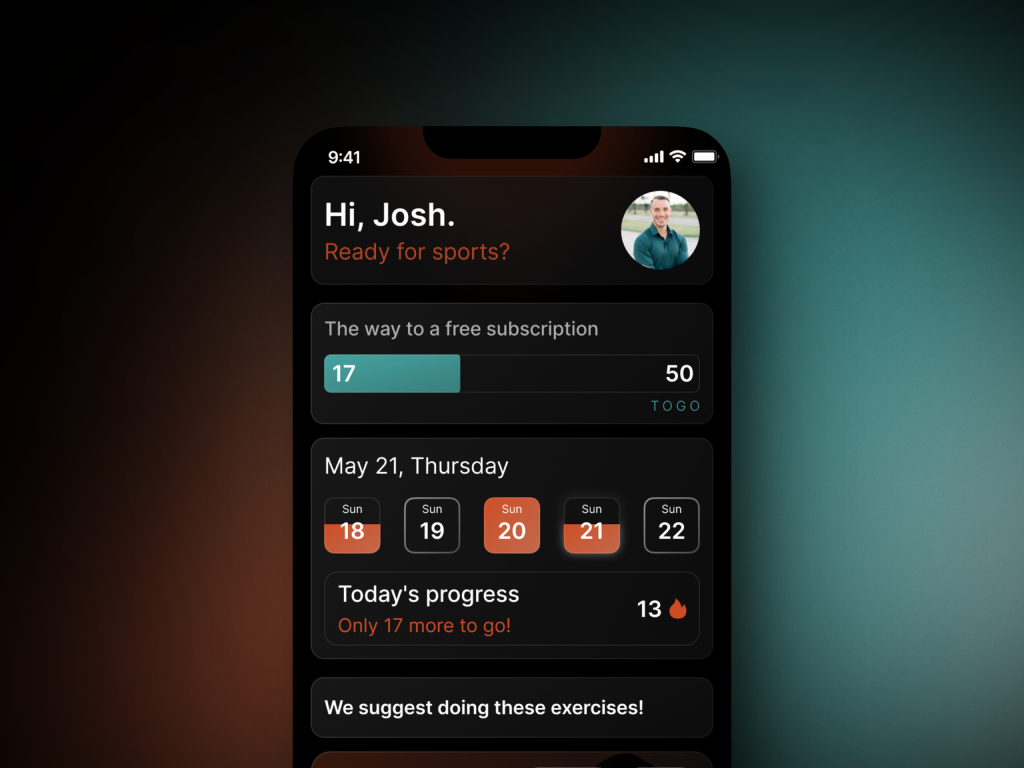 9:41
Hi, Josh.
Ready for sports?
The way to a free subscription
17 50
TOGO
May 21, Thursday
Sun Sun Sun Sun Sun
18 19 20 21 22
Today's progress
13
Only 17 more to go!
We suggest doing these exercises!